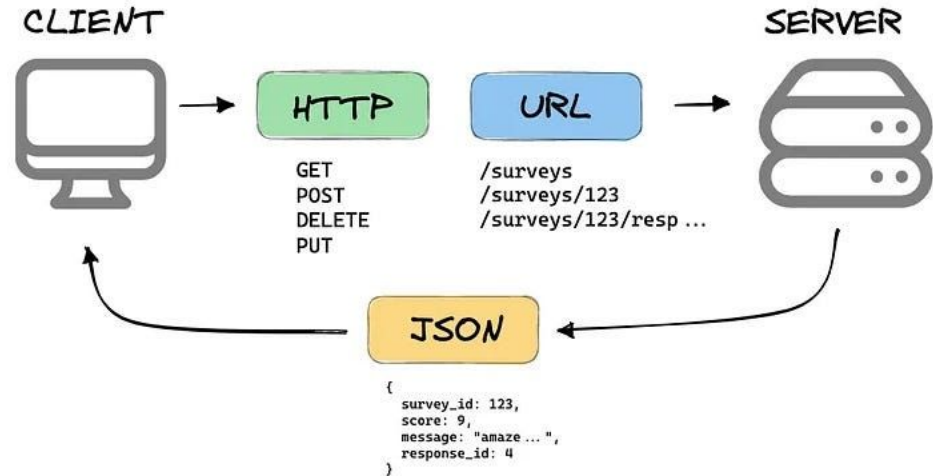 CLIENT
SERVER
HTTP
URL
GET
POST
DELETE
PUT
/surveys
/surveys/123
/surveys/123/resp ...
JSON
{
survey_id: 123,
score: 9,
message: "amaze ... ",
response_id: 4
}